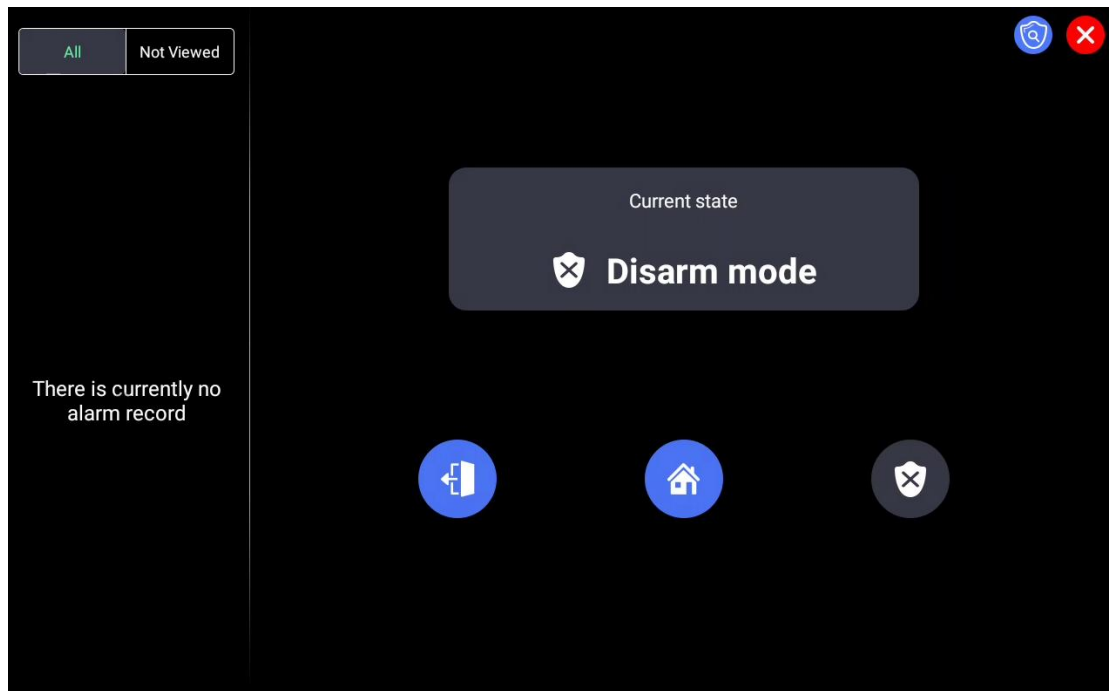 All
Not Viewed
There is currently no
alarm record
Current state
Disarm mode